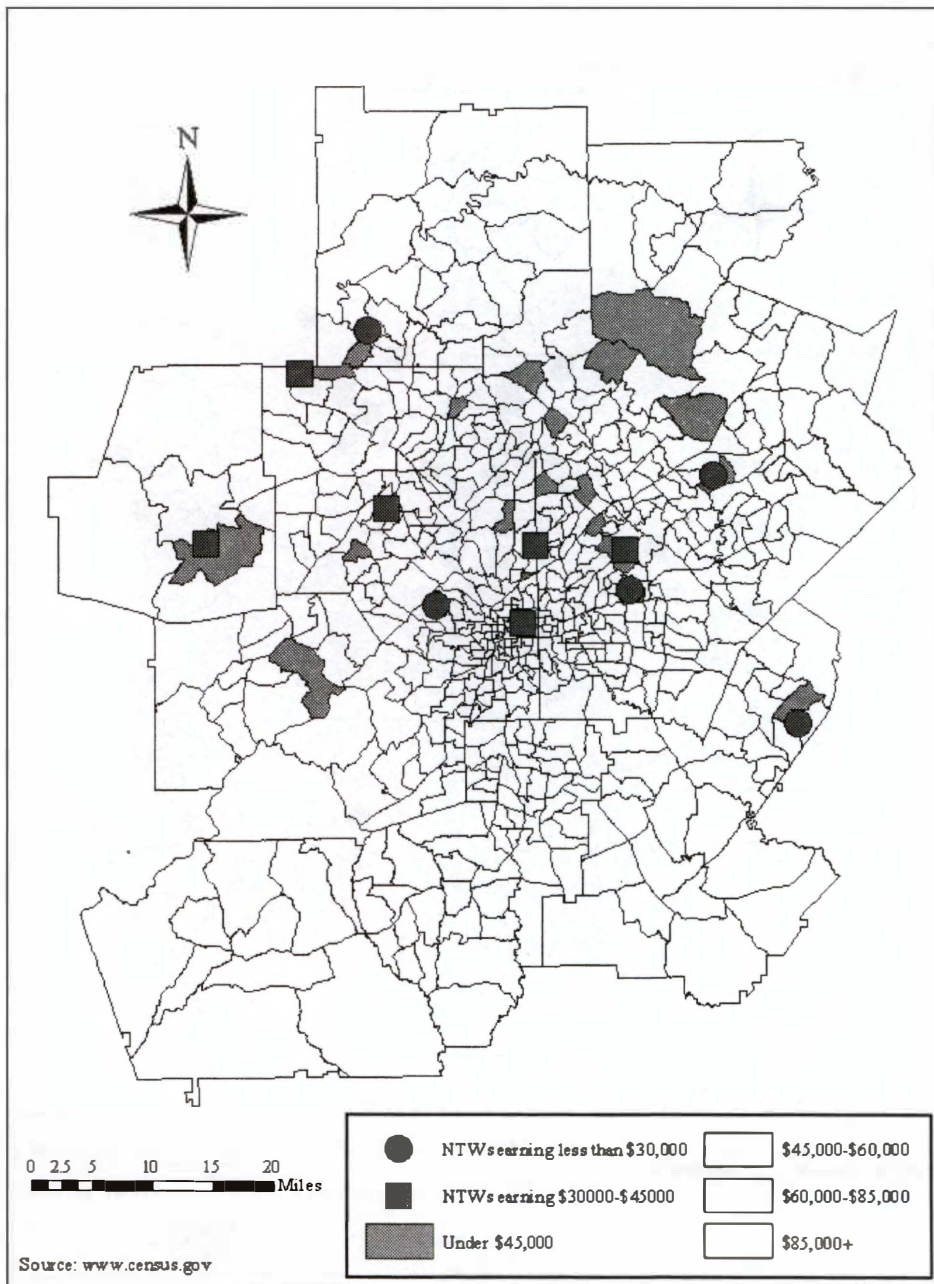 N
0 2.5 5 10 15 20
Miles
NTWs earning less than $30,000
$45,000-$60,000
NTWs earning $30000-$45000
$60,000-$85,000
Under $45,000
$85,000+
Source: www.census.gov